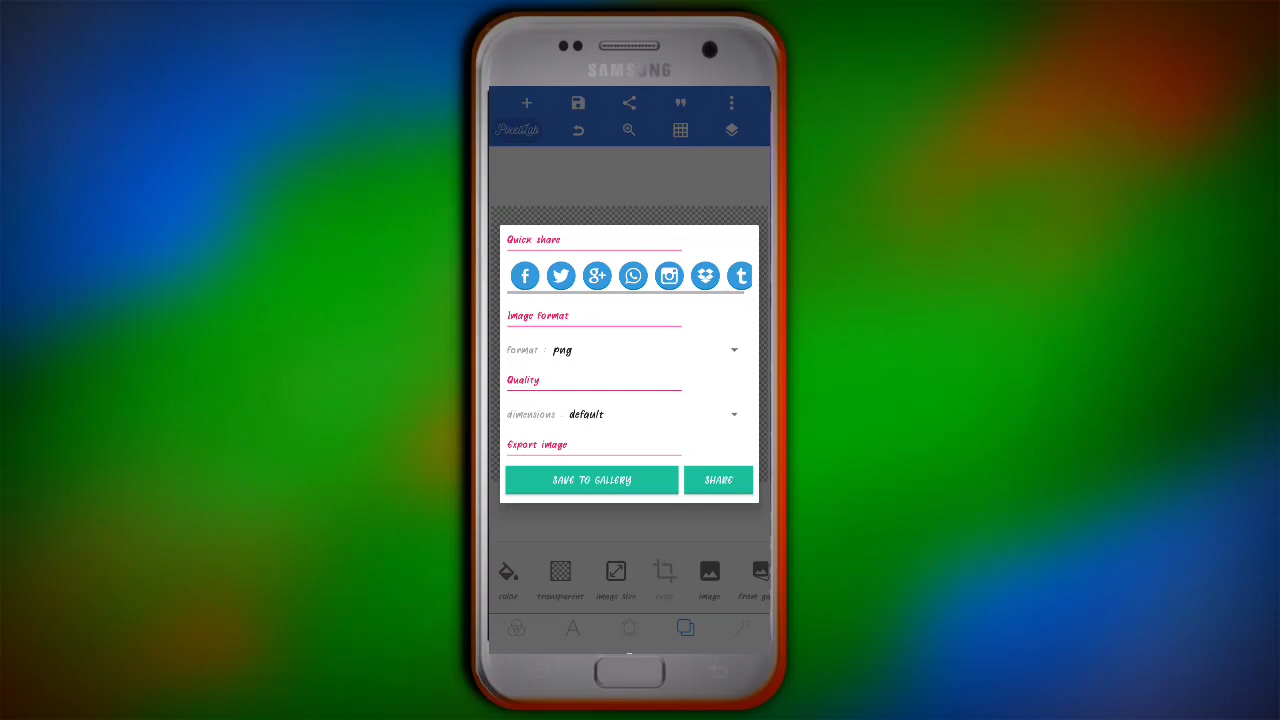 SAMSUNG
PixelLab
Quick share
Image format
format : png
Quality
dimensions : default
Export image
SAVE TO GALLERY SHARE
color transparent image size crop image from ga